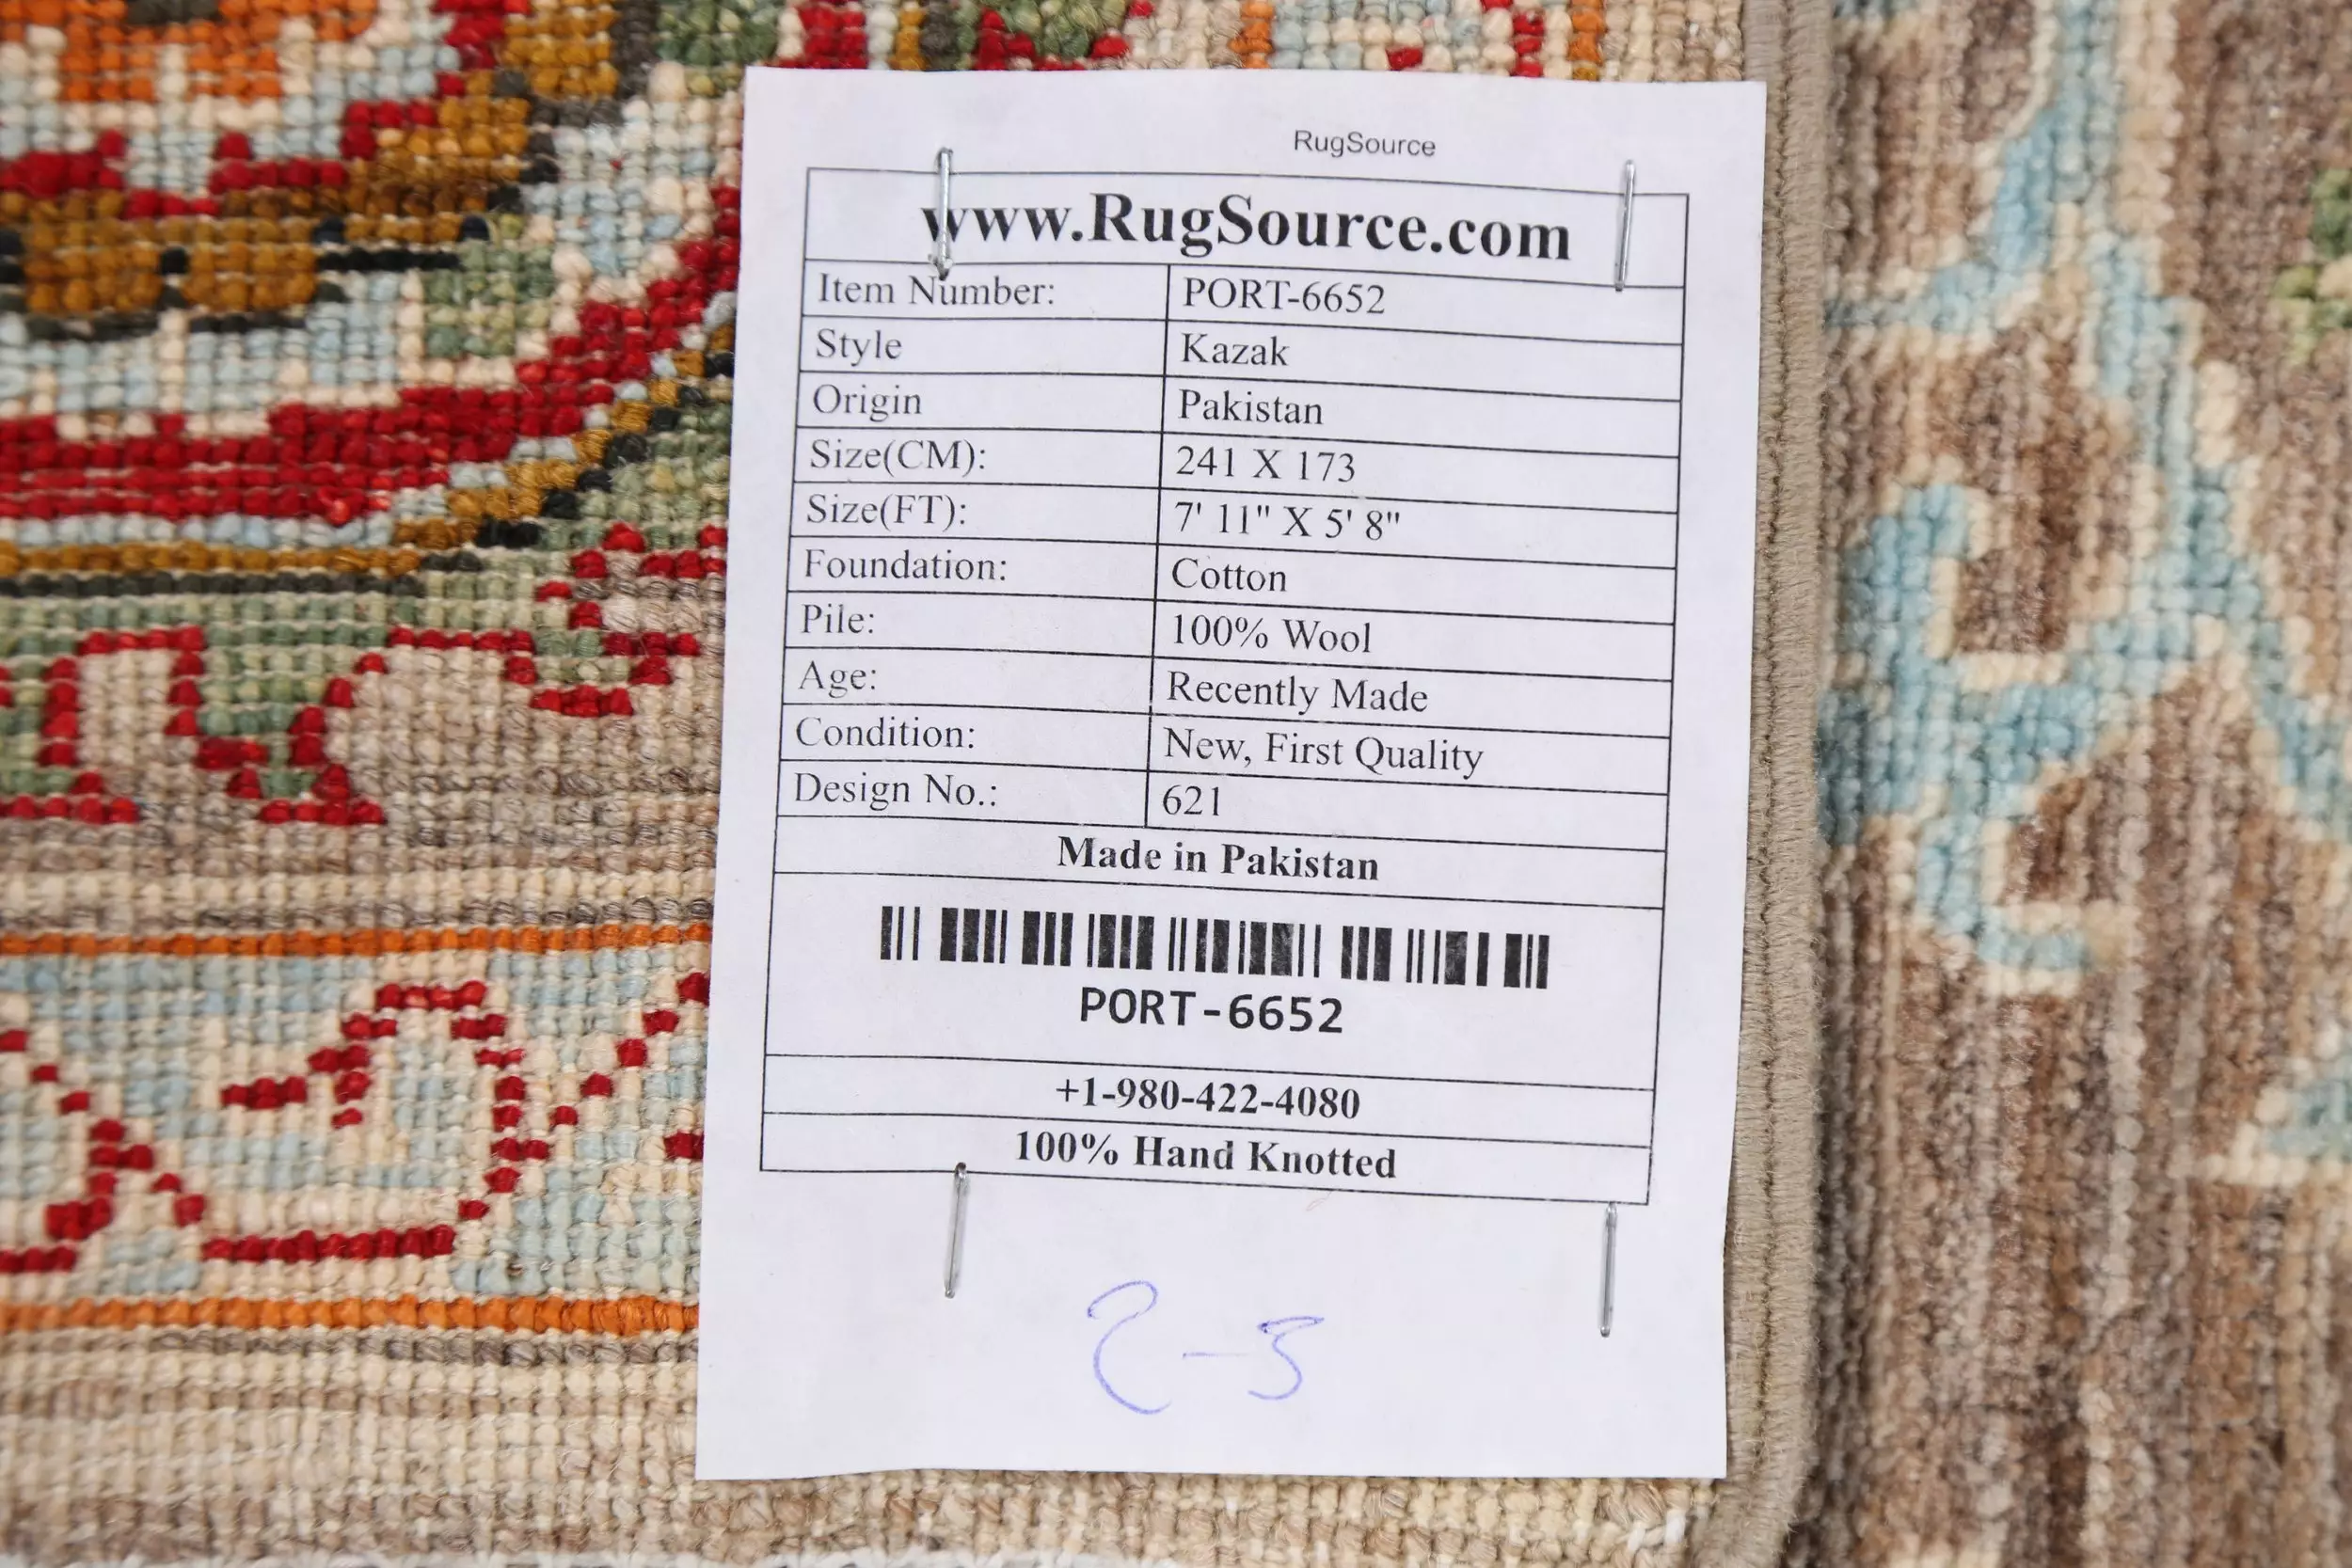 RugSource
www.RugSource.com
Item Number: PORT-6652
Style Kazak
Origin Pakistan
Size(CM): 241 X 173
Size(FT): 7' 11" X 5' 8"
Foundation: Cotton
Pile: 100% Wool
Age: Recently Made
Condition: New, First Quality
Design No.: 621
Made in Pakistan
PORT-6652
+1-980-422-4080
100% Hand Knotted